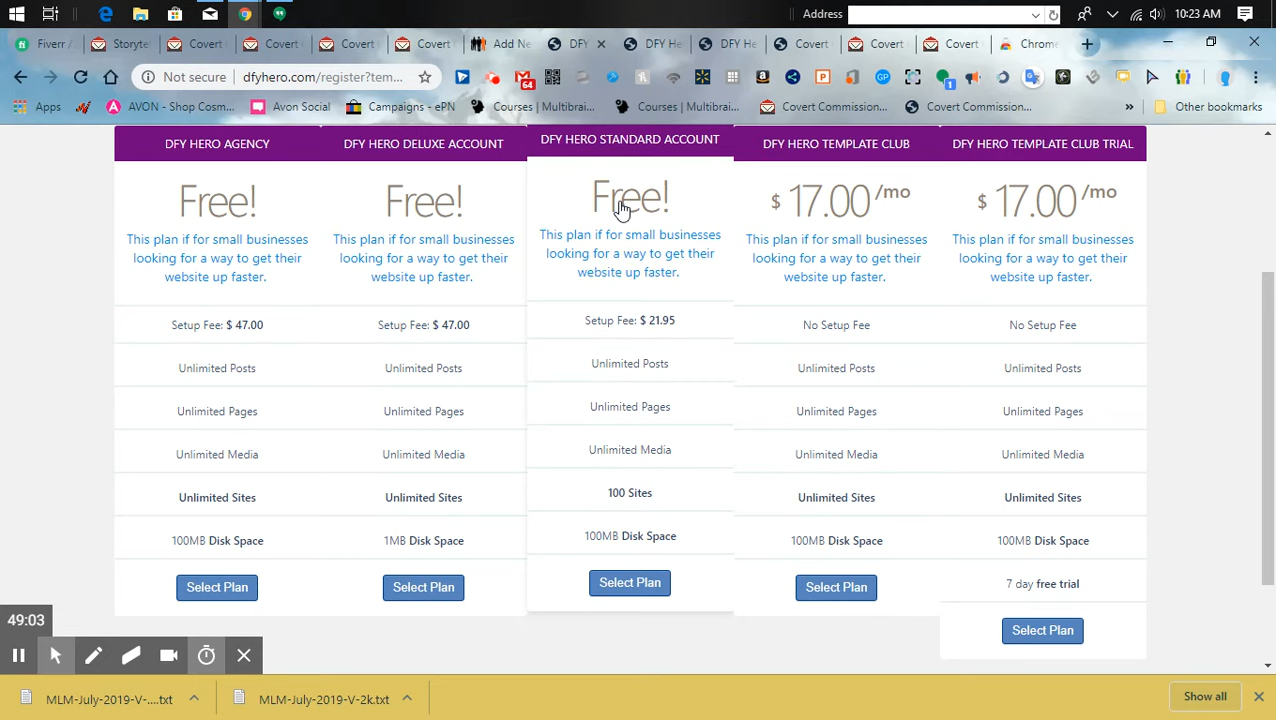 Address
10:23 AM
Fiverr /
Storytel
Covert (
Covert (
Covert
Covert (
Add Ne
DFY
DFY He
DFY He
Covert
Covert
Covert
Chrome
Not secure
dfyhero.com/register?tem...
64
1
Apps
AVON - Shop Cosm...
Avon Social
Campaigns - ePN
Courses | Multibrai...
Courses | Multibrai...
Covert Commission...
Covert Commission...
»
Other bookmarks
DFY HERO AGENCY
Free!
This plan if for small businesses
looking for a way to get their
website up faster.
Setup Fee: $ 47.00
Unlimited Posts
Unlimited Pages
Unlimited Media
Unlimited Sites
100MB Disk Space
Select Plan
DFY HERO DELUXE ACCOUNT
Free!
This plan if for small businesses
looking for a way to get their
website up faster.
Setup Fee: $ 47.00
Unlimited Posts
Unlimited Pages
Unlimited Media
Unlimited Sites
1MB Disk Space
Select Plan
DFY HERO STANDARD ACCOUNT
Free!
This plan if for small businesses
looking for a way to get their
website up faster.
Setup Fee: $ 21.95
Unlimited Posts
Unlimited Pages
Unlimited Media
100 Sites
100MB Disk Space
Select Plan
DFY HERO TEMPLATE CLUB
$ 17.00 /mo
This plan if for small businesses
looking for a way to get their
website up faster.
No Setup Fee
Unlimited Posts
Unlimited Pages
Unlimited Media
Unlimited Sites
100MB Disk Space
Select Plan
DFY HERO TEMPLATE CLUB TRIAL
$ 17.00 /mo
This plan if for small businesses
looking for a way to get their
website up faster.
No Setup Fee
Unlimited Posts
Unlimited Pages
Unlimited Media
Unlimited Sites
100MB Disk Space
7 day free trial
Select Plan
49:03
MLM-July-2019-V-....txt
MLM-July-2019-V-2k.txt
Show all